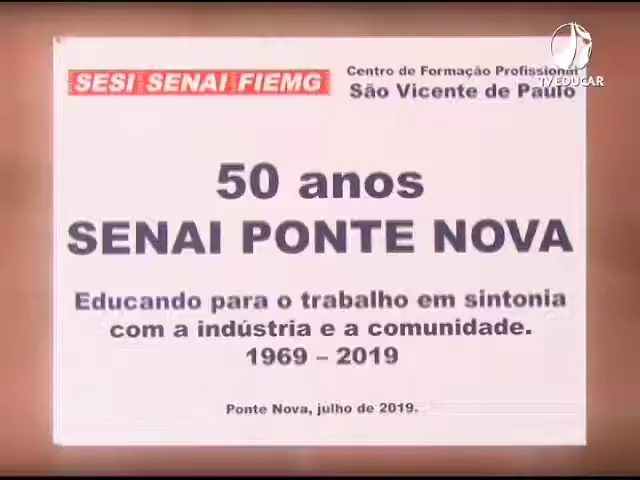 SESI SENAI FIEMG
Centro de Formação Profissional
São Vicente de Paulo
TV EDUCAR
50 anos
SENAI PONTE NOVA
Educando para o trabalho em sintonia
com a indústria e a comunidade.
1969 – 2019
Ponte Nova, julho de 2019.